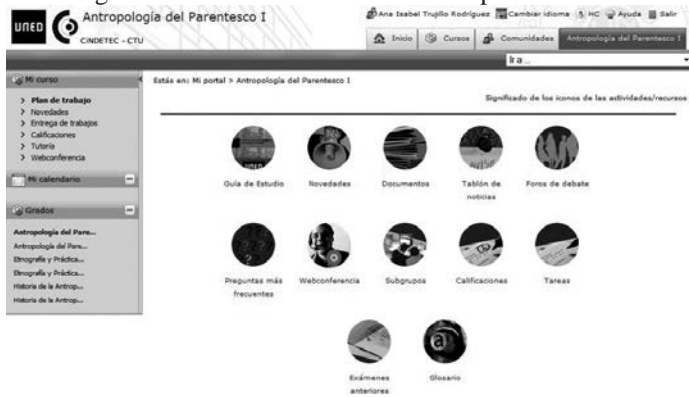 Antropología del Parentesco I
UNED
CiNDETEC - CTU
Ana Isabel Trujillo Rodríguez Cambiar idioma HC Ayuda Salir
Inicio Cursos Comunidades Antropología del Parentesco I
Ir a ...
Mi curso
Plan de trabajo
Novedades
Entrega de trabajos
Calificaciones
Tutoría
Webconferencia
Mi calendario
Grados
Antropología del Pare...
Antropología del Pare...
Etnografía y Práctica...
Etnografía y Práctica...
Historia de la Antrop...
Historia de la Antrop...
Estás en: Mi portal > Antropología del Parentesco I
Significado de los iconos de las actividades/recursos
Guía de Estudio Novedades Documentos Tablón de noticias Foros de debate
Preguntas más frecuentes Webconferencia Subgrupos Calificaciones Tareas
Exámenes anteriores Glosario